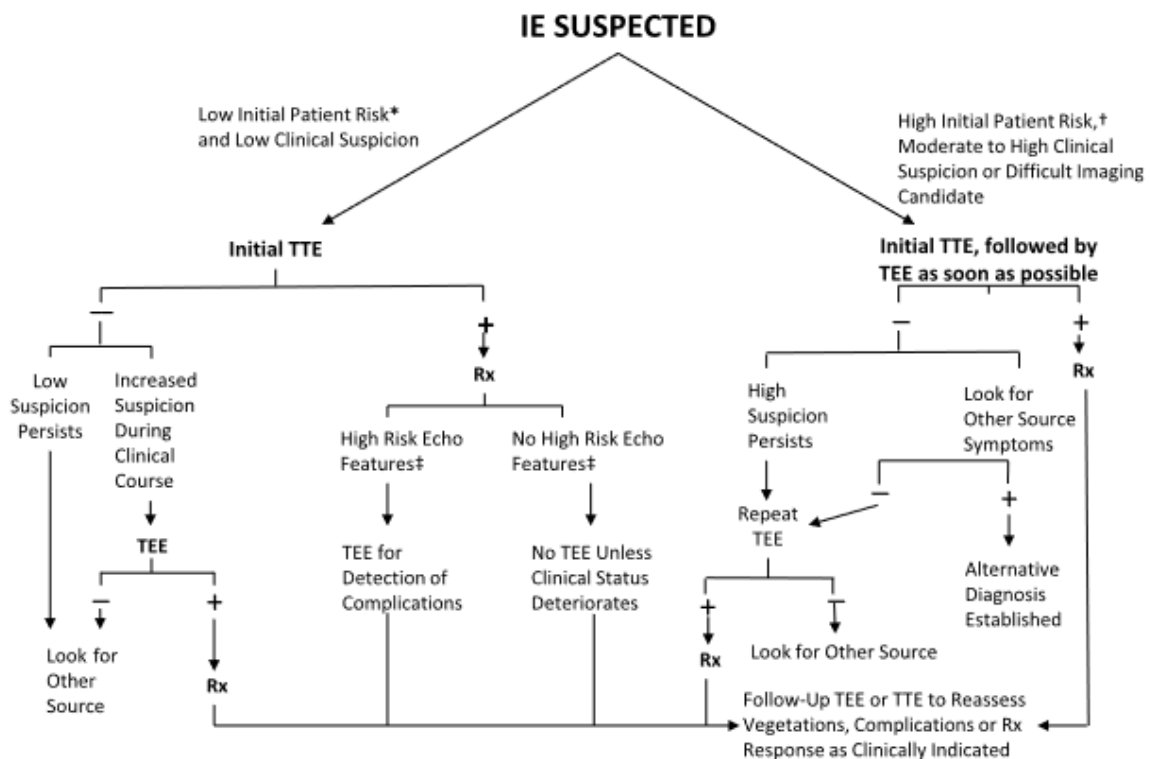 IE SUSPECTED
Low Initial Patient Risk*
and Low Clinical Suspicion
High Initial Patient Risk,†
Moderate to High Clinical
Suspicion or Difficult Imaging
Candidate
Initial TTE
Initial TTE, followed by
TEE as soon as possible
–
+
Rx
–
+
Rx
Low
Suspicion
Persists
Increased
Suspicion
During
Clinical
Course
High Risk Echo
Features‡
No High Risk Echo
Features‡
High
Suspicion
Persists
Look for
Other Source
Symptoms
TEE
TEE for
Detection of
Complications
No TEE Unless
Clinical Status
Deteriorates
Repeat
TEE
–
+
Alternative
Diagnosis
Established
–
+
Look for
Other
Source
Rx
+
–
Rx
Look for Other Source
Follow-Up TEE or TTE to Reassess
Vegetations, Complications or Rx
Response as Clinically Indicated